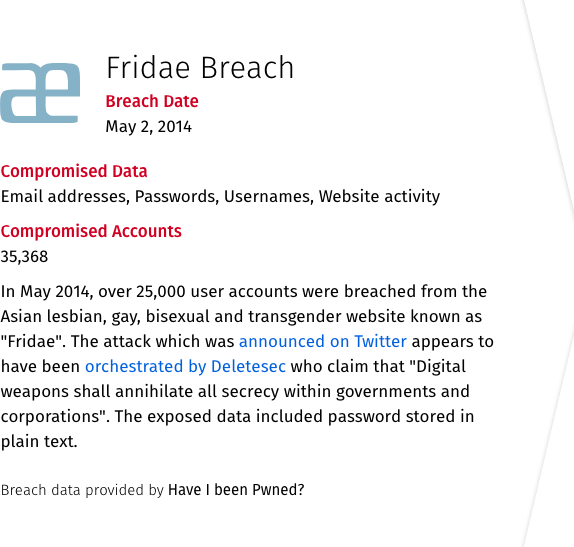 æ
Fridae Breach
Breach Date
May 2, 2014
Compromised Data
Email addresses, Passwords, Usernames, Website activity
Compromised Accounts
35,368
In May 2014, over 25,000 user accounts were breached from the
Asian lesbian, gay, bisexual and transgender website known as
"Fridae". The attack which was announced on Twitter appears to
have been orchestrated by Deletesec who claim that "Digital
weapons shall annihilate all secrecy within governments and
corporations". The exposed data included password stored in
plain text.
Breach data provided by Have I been Pwned?